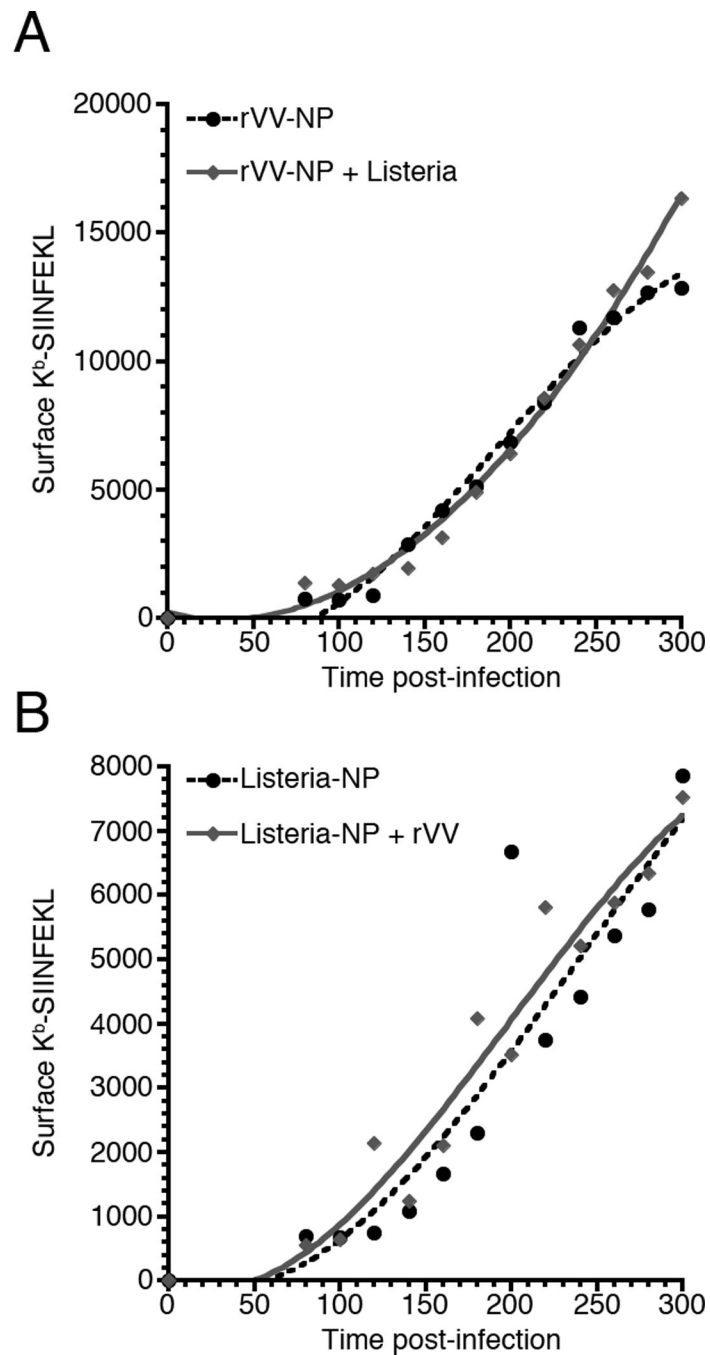 A
20000
15000
10000
5000
0
Surface Kᵇ-SIINFEKL
rVV-NP
rVV-NP + Listeria
0 50 100 150 200 250 300
Time post-infection
B
8000
7000
6000
5000
4000
3000
2000
1000
0
Surface Kᵇ-SIINFEKL
Listeria-NP
Listeria-NP + rVV
0 50 100 150 200 250 300
Time post-infection